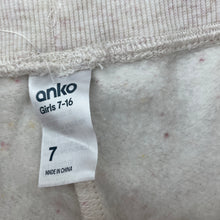 anko
Girls 7-16
7
MADE IN CHINA